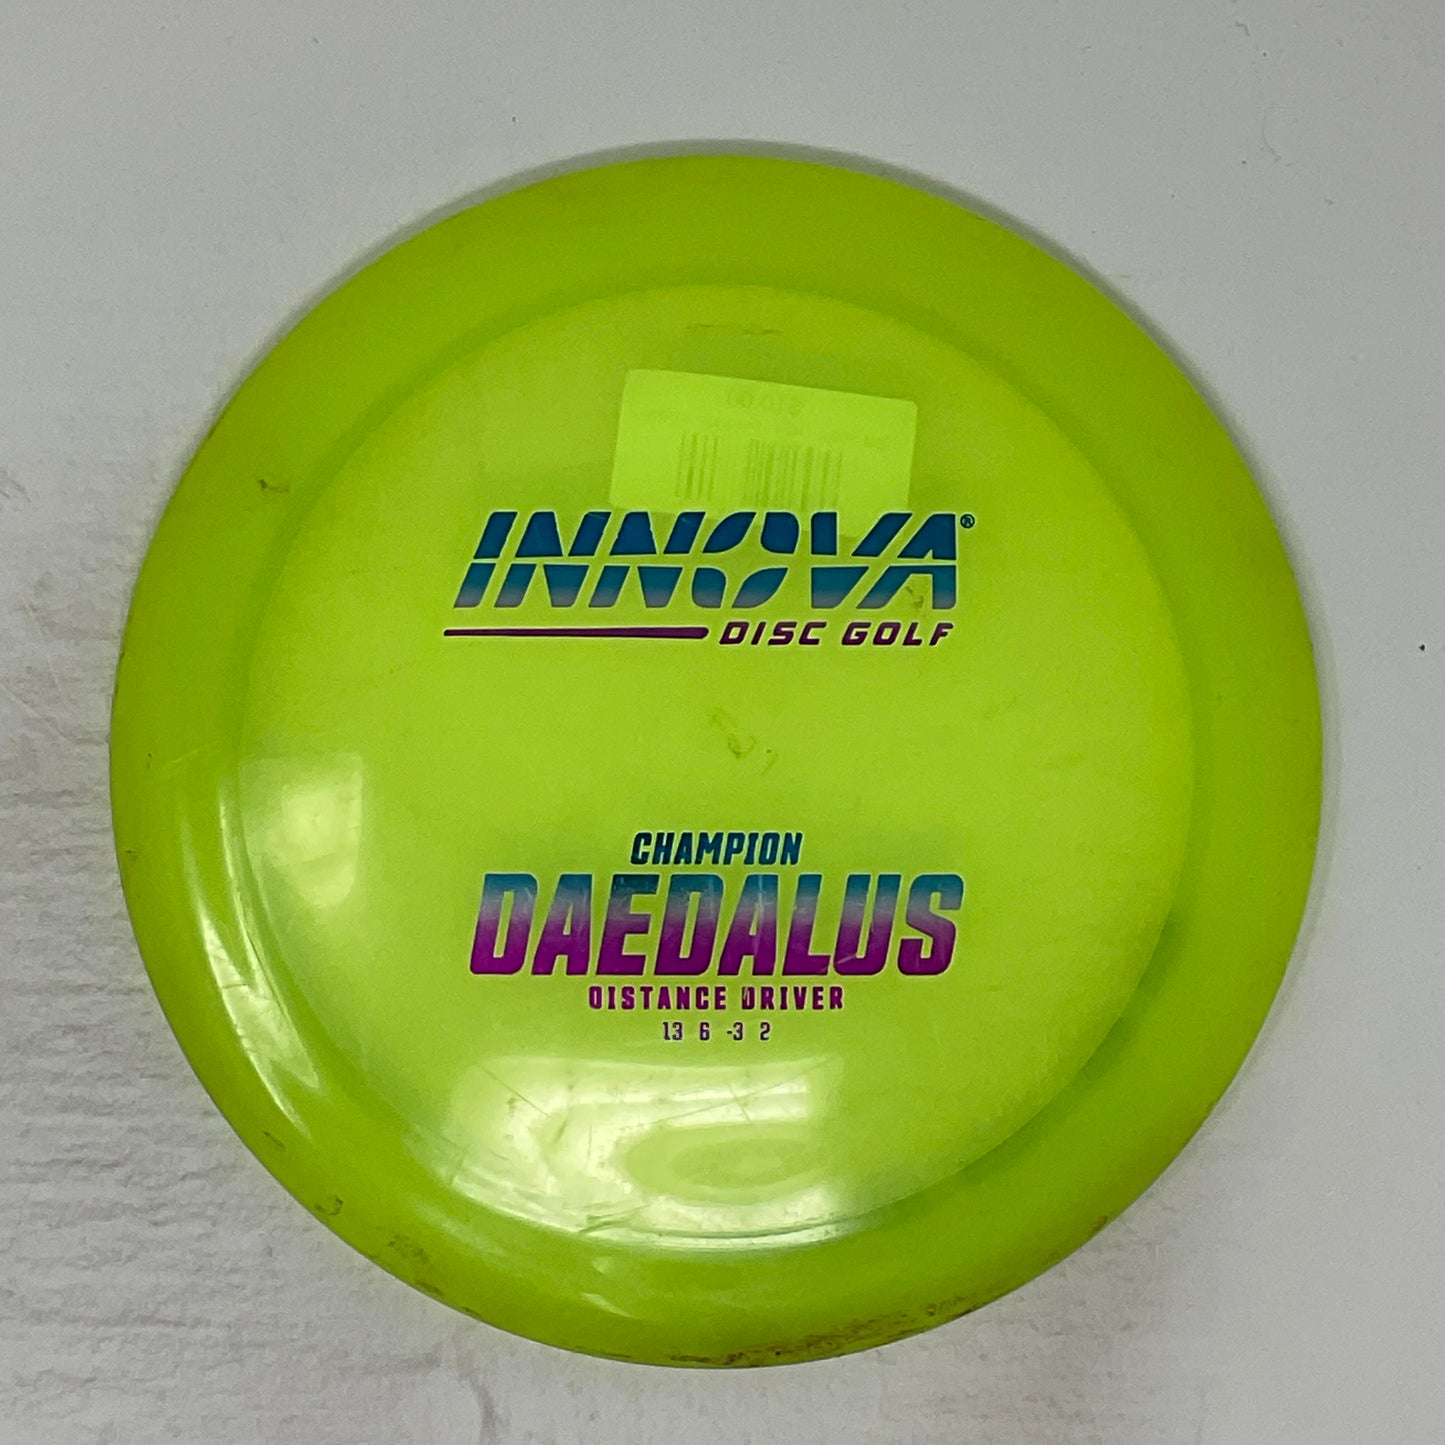 INNOVA®
DISC GOLF
CHAMPION
DAEDALUS
DISTANCE DRIVER
13 6 -3 2